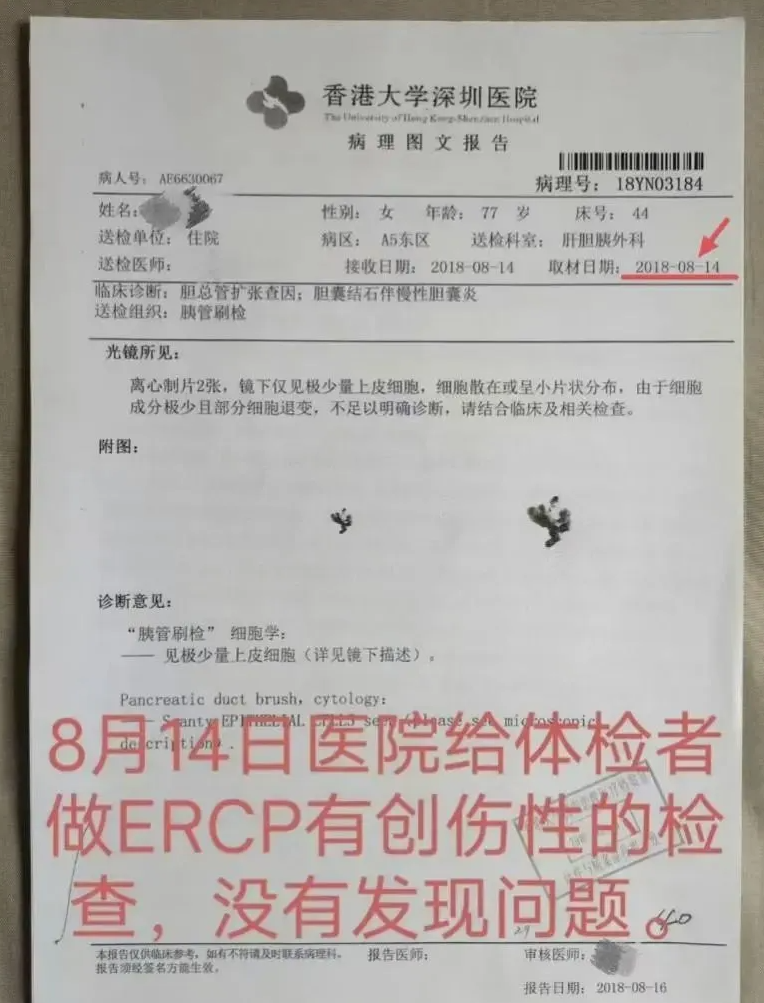 香港大学深圳医院
The University of Hong Kong-Shenzhen Hospital
病理图文报告
病人号： AE6630067
病理号： 18YN03184
姓名： 性别： 女 年龄： 77 岁 床号： 44
送检单位： 住院 病区： A5东区 送检科室： 肝胆胰外科
送检医师： 接收日期： 2018-08-14 取材日期： 2018-08-14
临床诊断：胆总管扩张查因；胆囊结石伴慢性胆囊炎
送检组织：胰管刷检
光镜所见：
离心制片2张，镜下仅见极少量上皮细胞，细胞散在或呈小片状分布，由于细胞
成分极少且部分细胞退变，不足以明确诊断，请结合临床及相关检查。
附图：
诊断意见：
“胰管刷检” 细胞学：
—— 见极少量上皮细胞（详见镜下描述）。
Pancreatic duct brush, cytology:
— Scanty EPITHELIAL CELLS seen (please see microscopic
description).
8月14日医院给体检者
做ERCP有创伤性的检
查，没有发现问题。
本报告仅供临床参考，如有不符请及时联系病理科。 报告医师： 审核医师：
报告须经签名方能生效。
报告日期： 2018-08-16